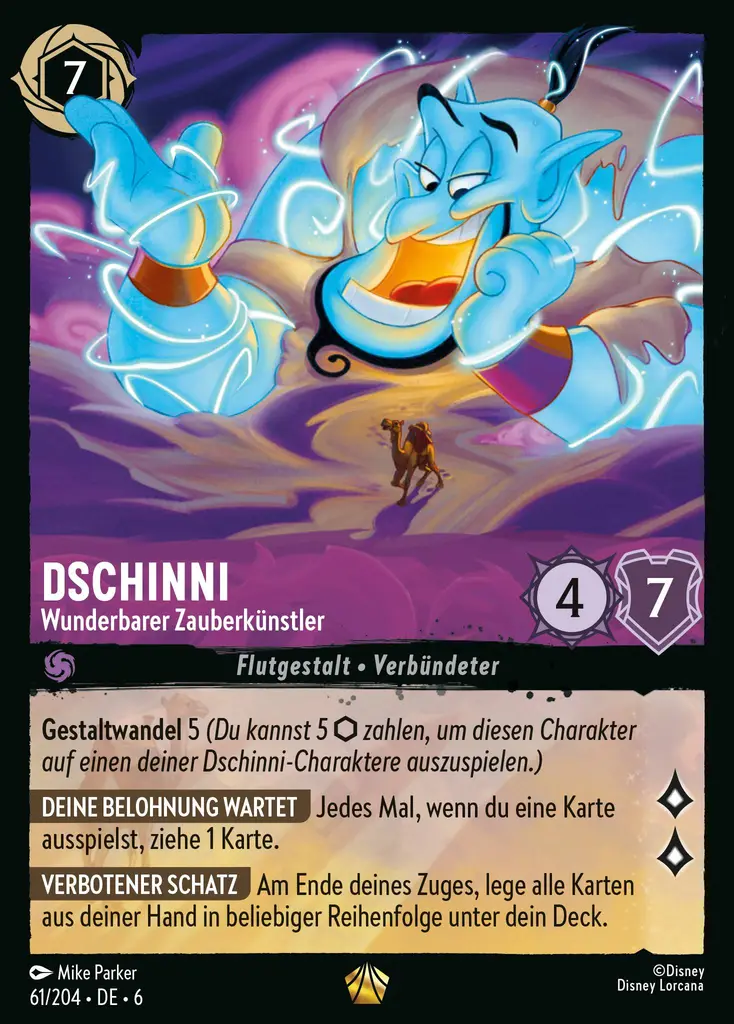 7
DSCHINNI
Wunderbarer Zauberkünstler
4
7
Flutgestalt • Verbündeter
Gestaltwandel 5 (Du kannst 5 ⬡ zahlen, um diesen Charakter
auf einen deiner Dschinni-Charaktere auszuspielen.)
DEINE BELOHNUNG WARTET Jedes Mal, wenn du eine Karte
ausspielst, ziehe 1 Karte.
VERBOTENER SCHATZ Am Ende deines Zuges, lege alle Karten
aus deiner Hand in beliebiger Reihenfolge unter dein Deck.
Mike Parker
61/204 • DE • 6
©Disney
Disney Lorcana